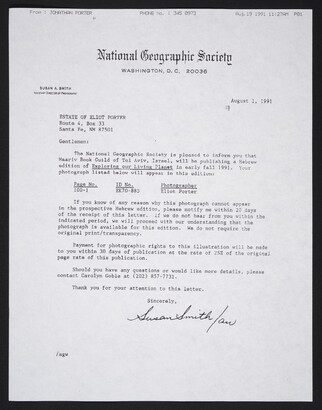 From : JONATHAN PORTER PHONE NO. : 345 8973 Aug.19 1991 11:27AM P01
National Geographic Society
WASHINGTON, D. C. 20036
SUSAN A. SMITH
August 1, 1991
ESTATE OF ELIOT PORTER
Route 4, Box 33
Santa Fe, NM 87501
Gentlemen:
The National Geographic Society is pleased to inform you that
Maariv Book Guild of Tel Aviv, Israel, will be publishing a Hebrew
edition of Exploring our Living Planet in early Fall 1991. Your
photograph listed below will appear in this edition:
Page No. ID No. Photographer
100-1 Eliot Porter
If you know of any reason why this photograph cannot appear
in the prospective Hebrew edition, please notify me within 20 days
of the receipt of this letter. If we do not hear from you within the
indicated period, we will proceed with our understanding that the
photograph is available for this edition. We do not require the
original print/transparency.
Payment for photographic rights to this illustration will be made
to you within 30 days of publication at the rate of 25% of the original
page rate of this publication.
Should you have any questions or would like more details, please
contact Carolyn Goble at (202) 857-7731.
Thank you for your attention to this letter.
Sincerely,
Susan Smith/aw
/agw